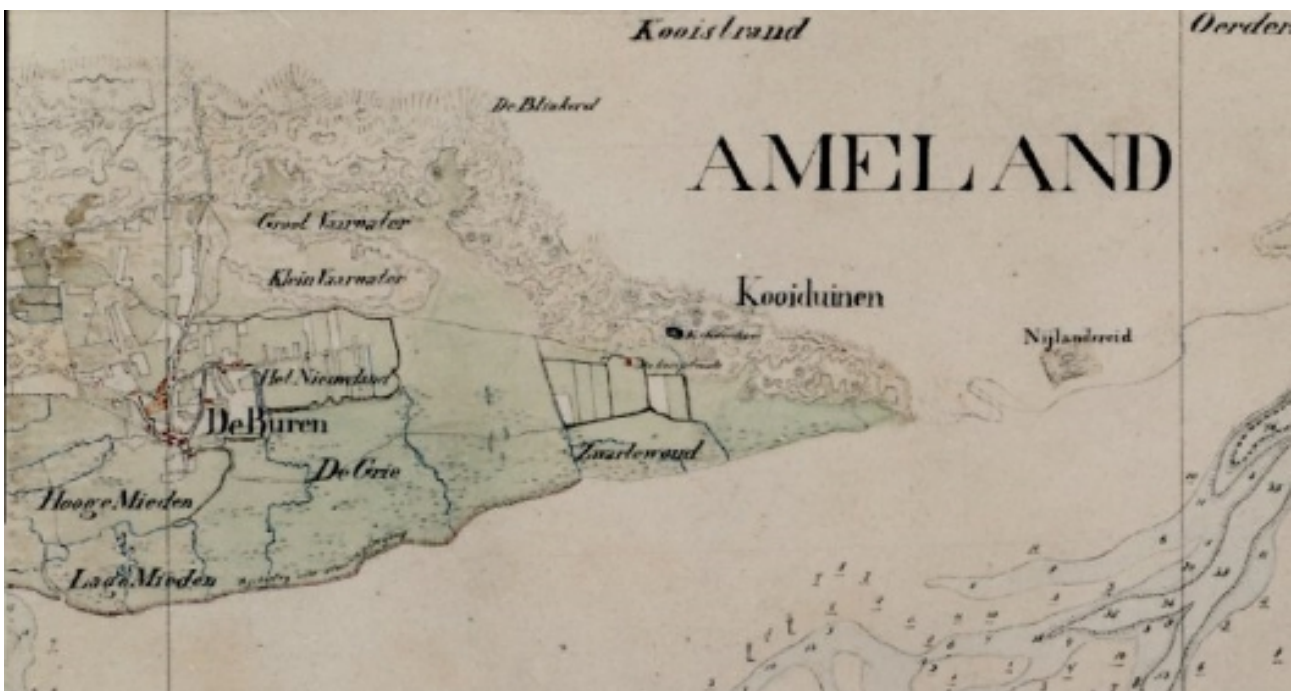 Kooistrand
Oerder
De Blinkerd
AMELAND
Groot Vaarwater
Klein Vaarwater
Kooiduinen
Nijlandsreid
Het Nieuwland
De Buren
De Grie
Zwartewoud
Hooge Mieden
Lage Mieden